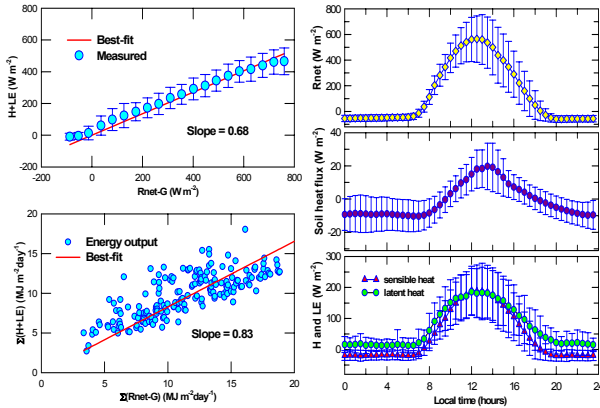 800
600
400
200
0
-200
H+LE (W m-2)
Best-fit
Measured
Slope = 0.68
-200
0
200
400
600
800
Rnet-G (W m-2)
20
15
10
5
0
Σ(H+LE) (MJ m-2day-1)
Energy output
Best-fit
Slope = 0.83
0
5
10
15
20
Σ(Rnet-G) (MJ m-2day-1)
800
600
400
200
0
Rnet (W m-2)
40
20
0
-20
Soil heat flux (W m-2)
300
200
100
0
H and LE (W m-2)
sensible heat
latent heat
0
4
8
12
16
20
24
Local time (hours)